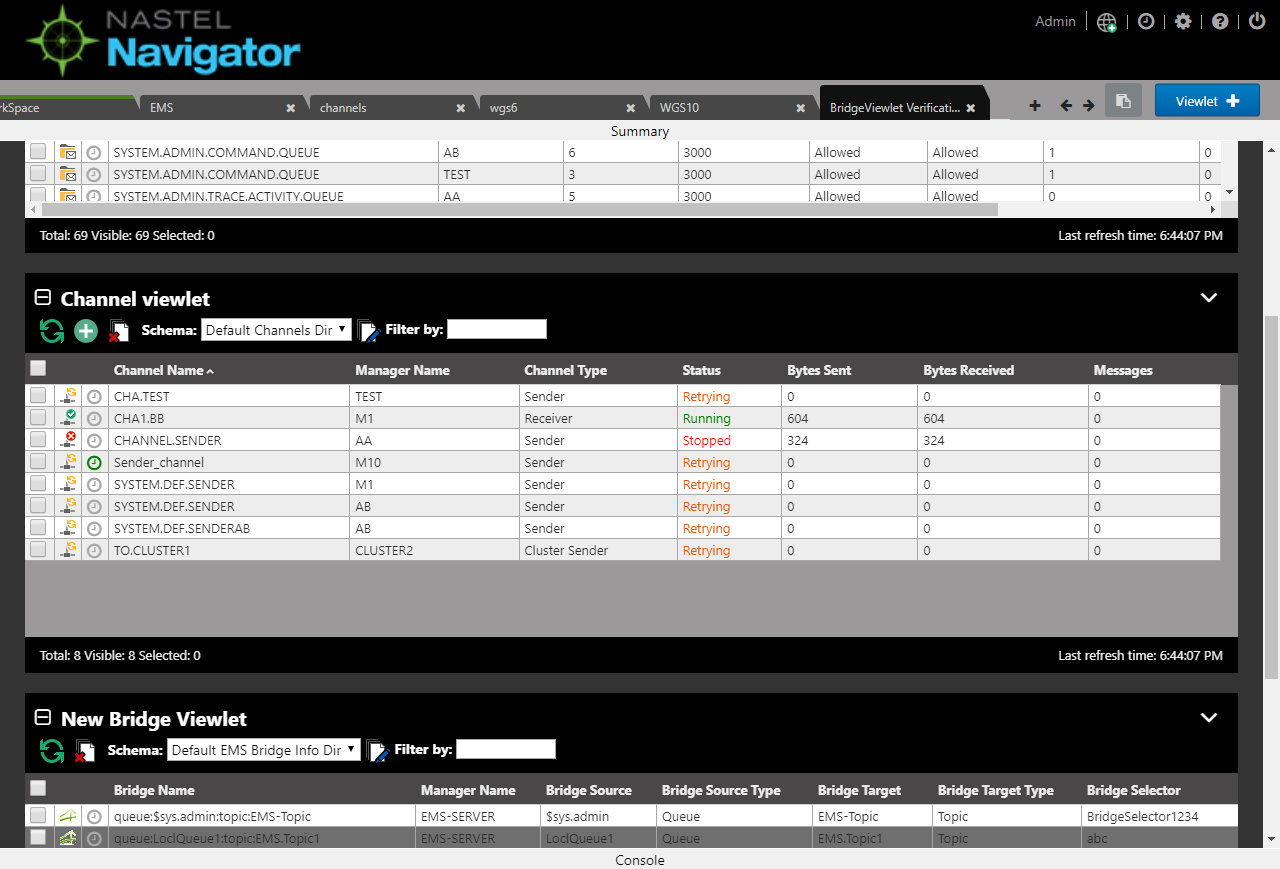 NASTEL
Navigator
Admin
rkSpace
EMS
channels
wgs6
WGS10
BridgeViewlet Verificati...
Viewlet
Summary
SYSTEM.ADMIN.COMMAND.QUEUE AB 6 3000 Allowed Allowed 1 0
SYSTEM.ADMIN.COMMAND.QUEUE TEST 3 3000 Allowed Allowed 1 0
SYSTEM.ADMIN.TRACE.ACTIVITY.QUEUE AA 5 3000 Allowed Allowed 0 0
Total: 69 Visible: 69 Selected: 0 Last refresh time: 6:44:07 PM
Channel viewlet
Schema: Default Channels Dir Filter by:
Channel Name Manager Name Channel Type Status Bytes Sent Bytes Received Messages
CHA.TEST TEST Sender Retrying 0 0 0
CHA1.BB M1 Receiver Running 604 604 0
CHANNEL.SENDER AA Sender Stopped 324 324 0
Sender_channel M10 Sender Retrying 0 0 0
SYSTEM.DEF.SENDER M1 Sender Retrying 0 0 0
SYSTEM.DEF.SENDER AB Sender Retrying 0 0 0
SYSTEM.DEF.SENDERAB AB Sender Retrying 0 0 0
TO.CLUSTER1 CLUSTER2 Cluster Sender Retrying 0 0 0
Total: 8 Visible: 8 Selected: 0 Last refresh time: 6:44:07 PM
New Bridge Viewlet
Schema: Default EMS Bridge Info Dir Filter by:
Bridge Name Manager Name Bridge Source Bridge Source Type Bridge Target Bridge Target Type Bridge Selector
queue:$sys.admin:topic:EMS-Topic EMS-SERVER $sys.admin Queue EMS-Topic Topic BridgeSelector1234
queue:LoclQueue1:topic:EMS.Topic1 EMS-SERVER LoclQueue1 Queue EMS.Topic1 Topic abc
Console